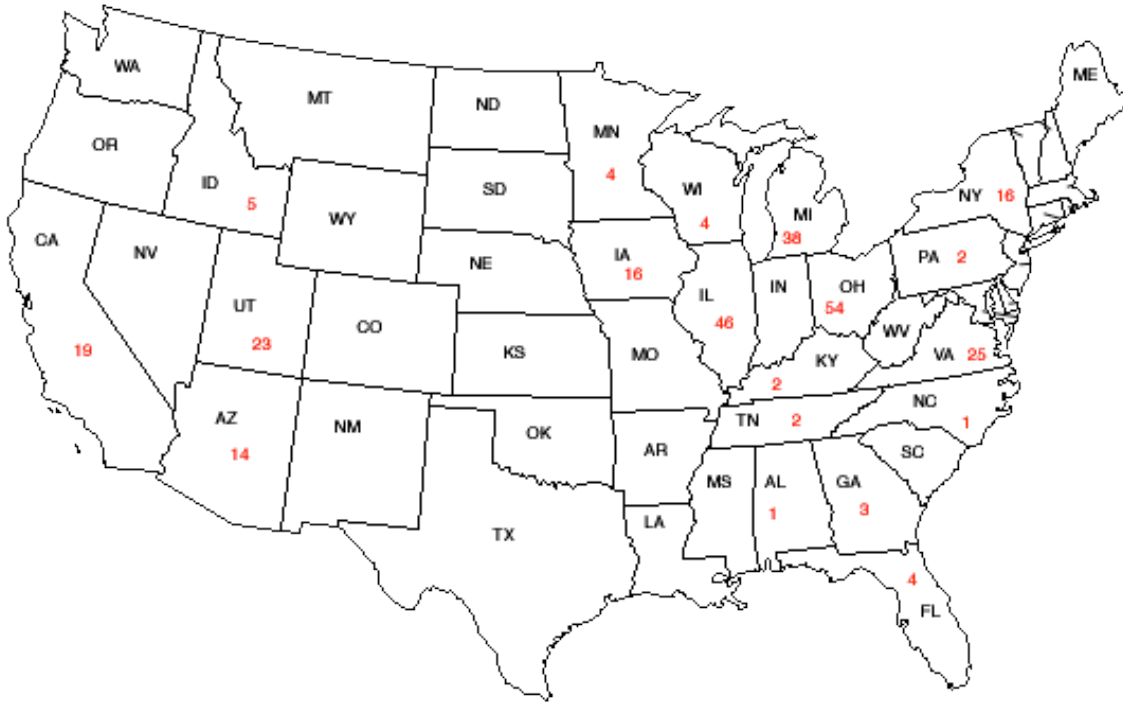 WA
MT
ND
MN
4
ME
OR
ID
5
SD
WI
4
MI
38
NY
16
WY
CA
19
NV
NE
IA
16
IL
46
IN
OH
54
PA
2
UT
23
CO
KS
MO
KY
2
WV
VA
25
AZ
14
NM
OK
AR
TN
2
NC
1
SC
MS
AL
1
GA
3
TX
LA
4
FL